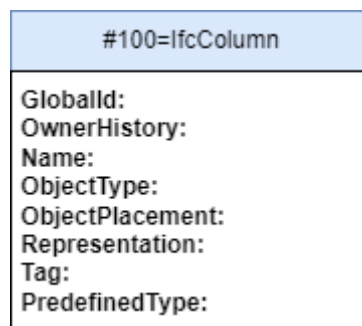 #100=IfcColumn
GlobalId:
OwnerHistory:
Name:
ObjectType:
ObjectPlacement:
Representation:
Tag:
PredefinedType: